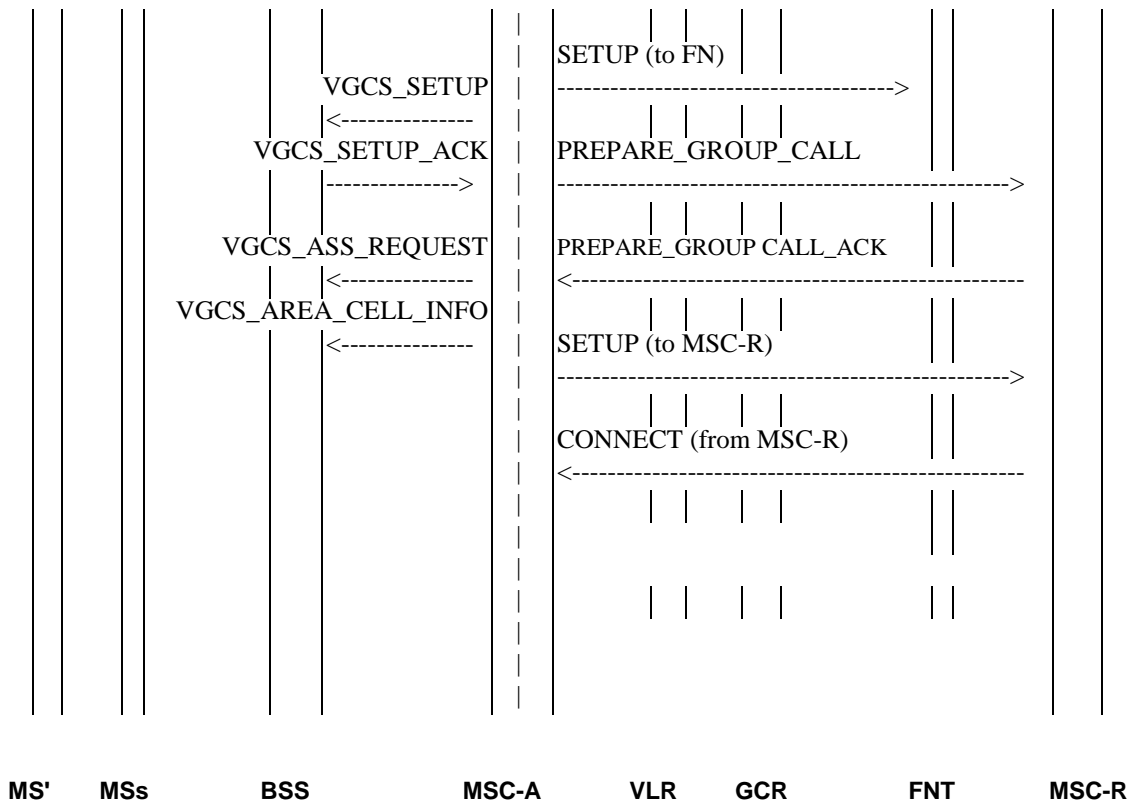 SETUP (to FN)
VGCS_SETUP
VGCS_SETUP_ACK PREPARE_GROUP_CALL
VGCS_ASS_REQUEST PREPARE_GROUP CALL_ACK
VGCS_AREA_CELL_INFO
SETUP (to MSC-R)
CONNECT (from MSC-R)
MS' MSs BSS MSC-A VLR GCR FNT MSC-R